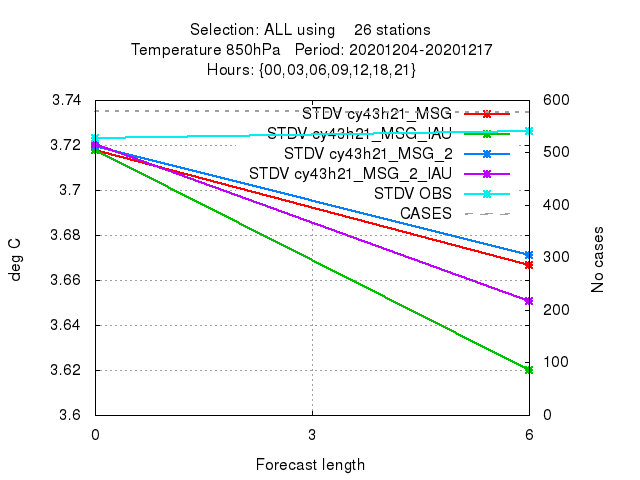 Selection: ALL using    26 stations
Temperature 850hPa   Period: 20201204-20201217
Hours: {00,03,06,09,12,18,21}
3.74
3.72
3.7
3.68
3.66
3.64
3.62
3.6
deg C
STDV cy43h21_MSG
STDV cy43h21_MSG_IAU
STDV cy43h21_MSG_2
STDV cy43h21_MSG_2_IAU
STDV OBS
CASES
600
500
400
300
200
100
0
No cases
0 3 6
Forecast length